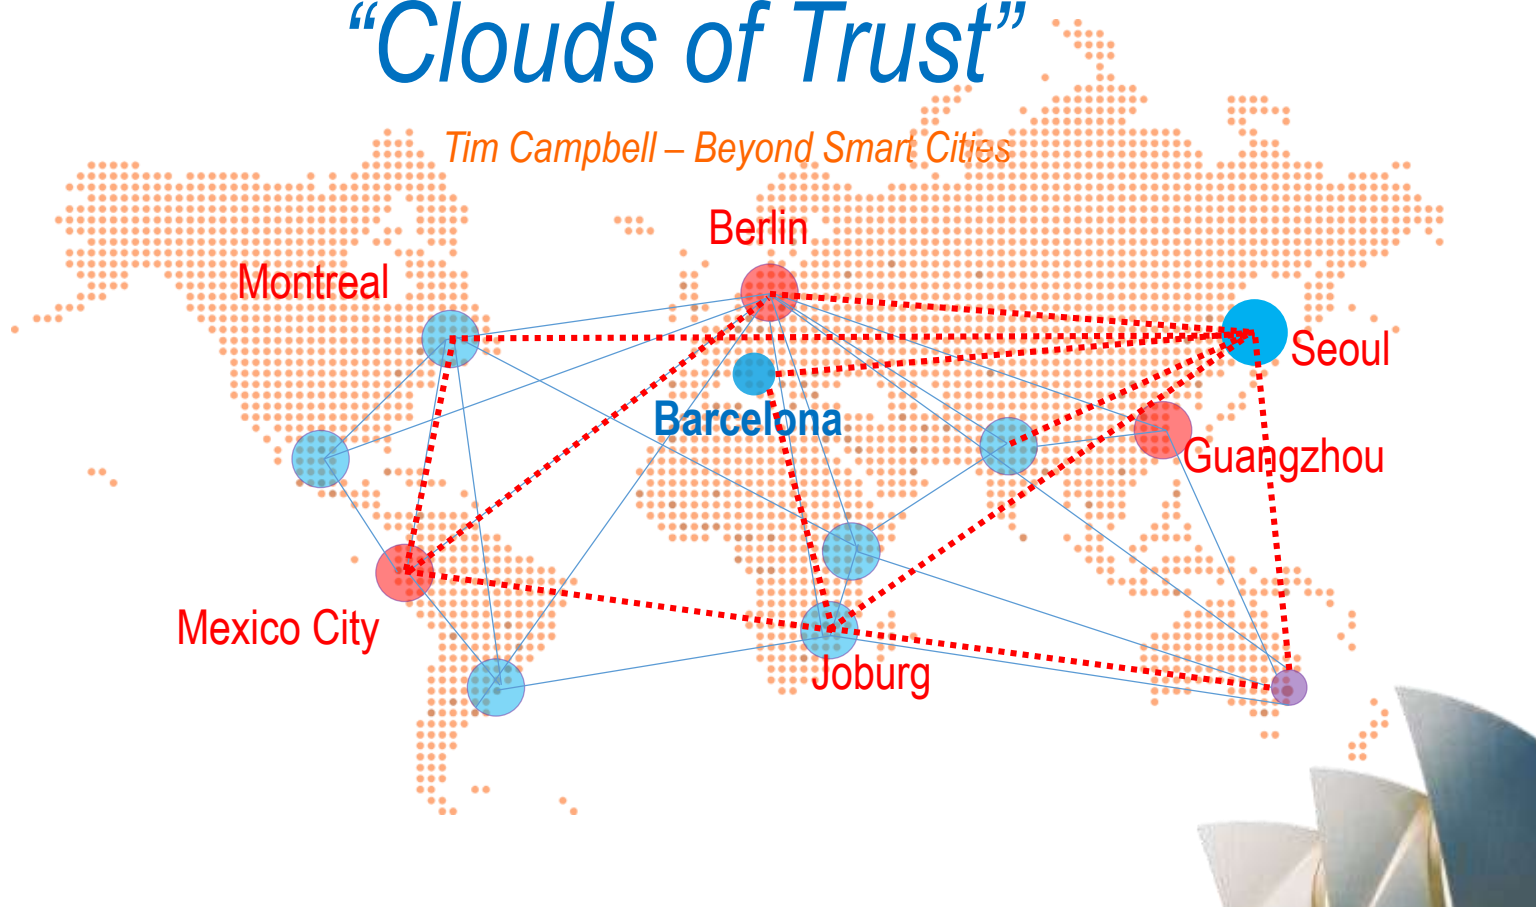 “Clouds of Trust”
Tim Campbell – Beyond Smart Cities
Berlin
Montreal
Seoul
Barcelona
Guangzhou
Mexico City
Joburg